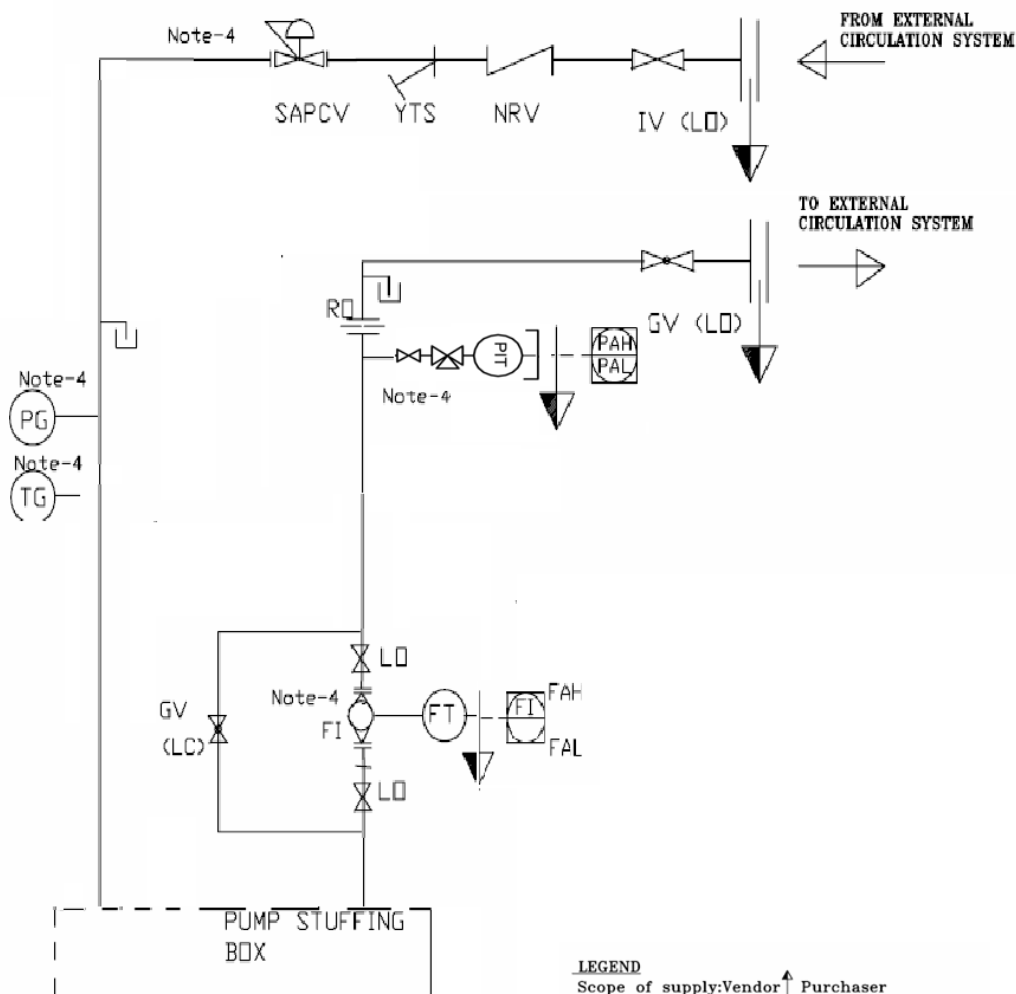 FROM EXTERNAL
CIRCULATION SYSTEM
Note-4
SAPCV
YTS
NRV
IV (LO)
TO EXTERNAL
CIRCULATION SYSTEM
RO
GV (LO)
PIT
PAH
PAL
Note-4
Note-4
PG
Note-4
TG
LO
Note-4
FI
GV
(LC)
FT
FI
FAH
FAL
LO
PUMP STUFFING
BOX
LEGEND
Scope of supply:Vendor Purchaser